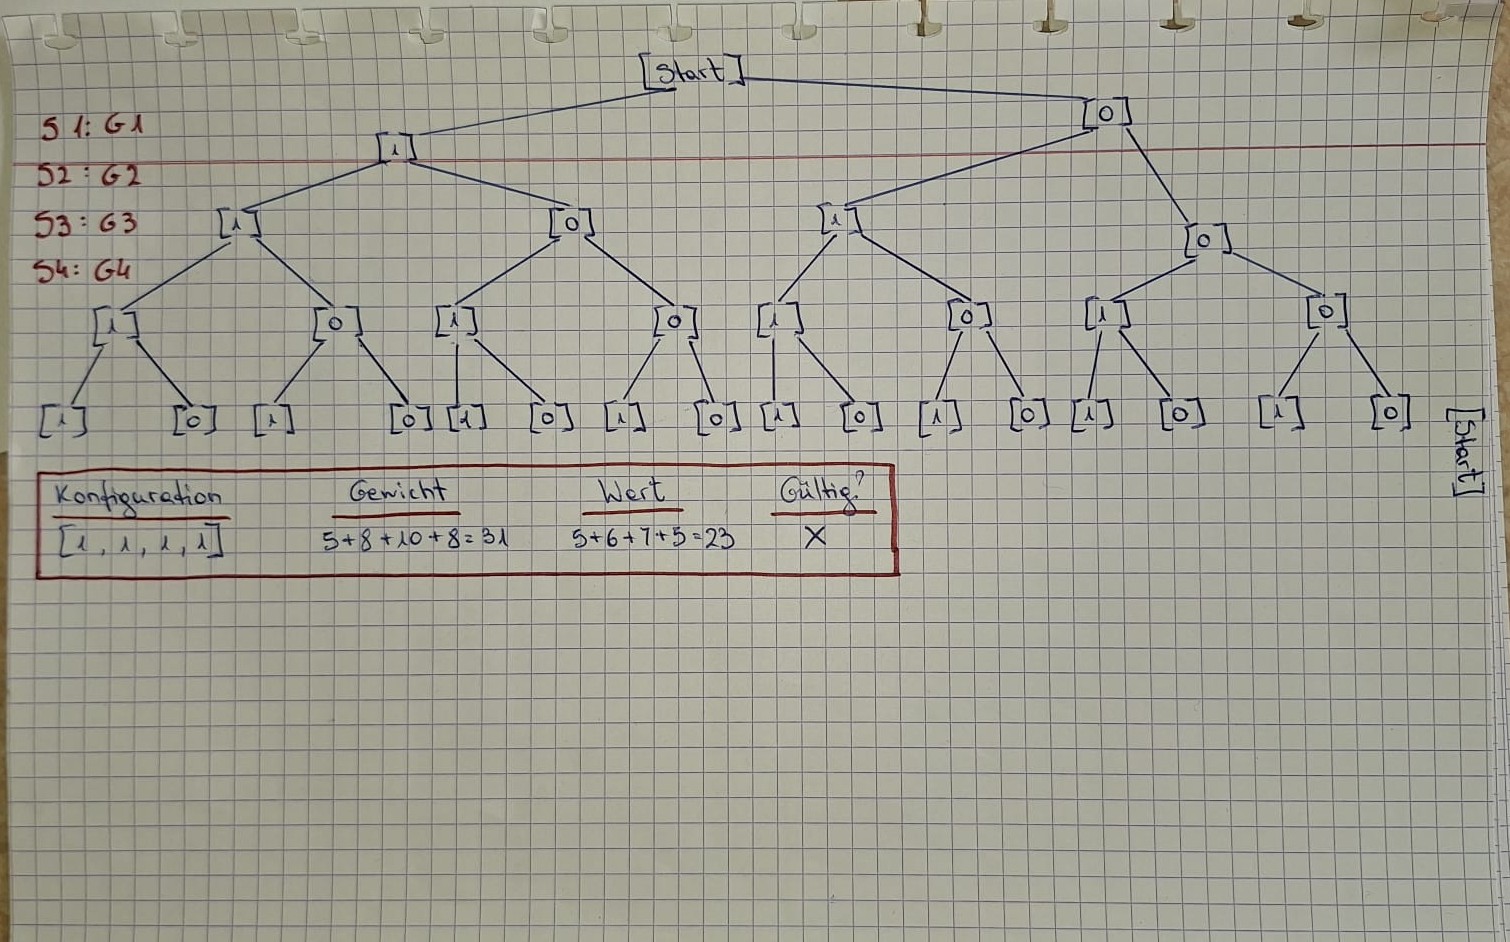 [Start]
[0]
S1: G1
[1]
S2: G2
[1] [0] [1]
S3: G3
[0]
S4: G4
[1] [0] [1] [0] [1] [0] [1] [0]
[1] [0] [1] [0] [1] [0] [1] [0] [1] [0] [1] [0] [1] [0] [1] [0]
[Start]
Konfiguration Gewicht Wert Gültig?
[1, 1, 1, 1] 5+8+10+8=31 5+6+7+5=23 X